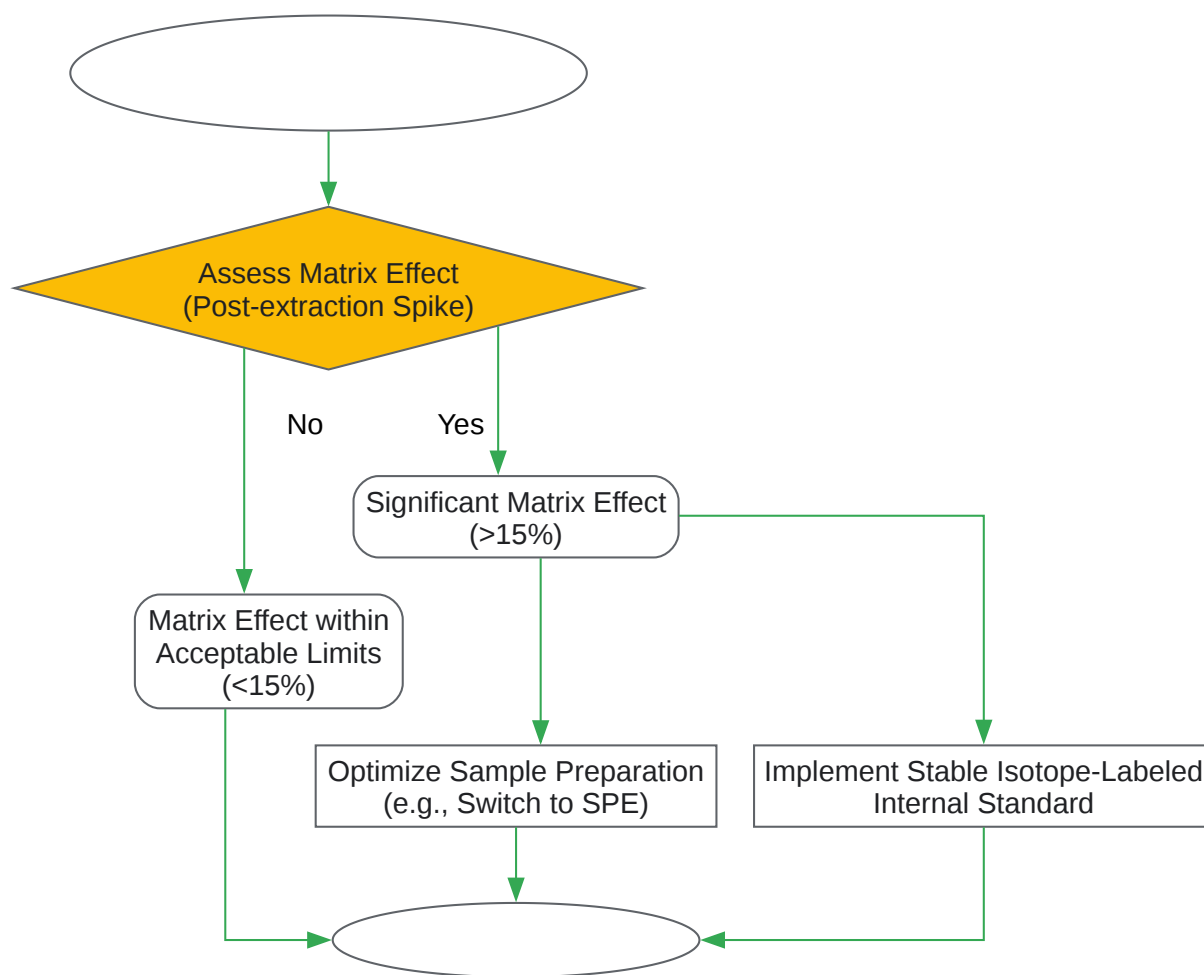 Assess Matrix Effect
(Post-extraction Spike)
No
Yes
Significant Matrix Effect
(>15%)
Matrix Effect within
Acceptable Limits
(<15%)
Optimize Sample Preparation
(e.g., Switch to SPE)
Implement Stable Isotope-Labeled
Internal Standard